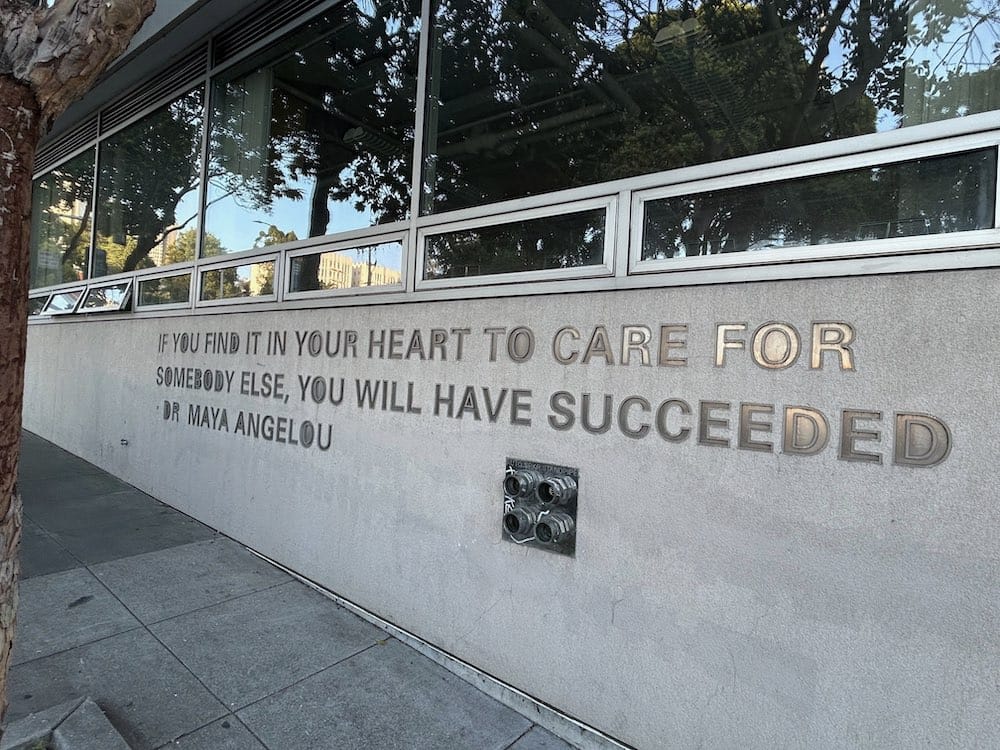 IF YOU FIND IT IN YOUR HEART TO CARE FOR
SOMEBODY ELSE, YOU WILL HAVE SUCCEEDED
· DR MAYA ANGELOU